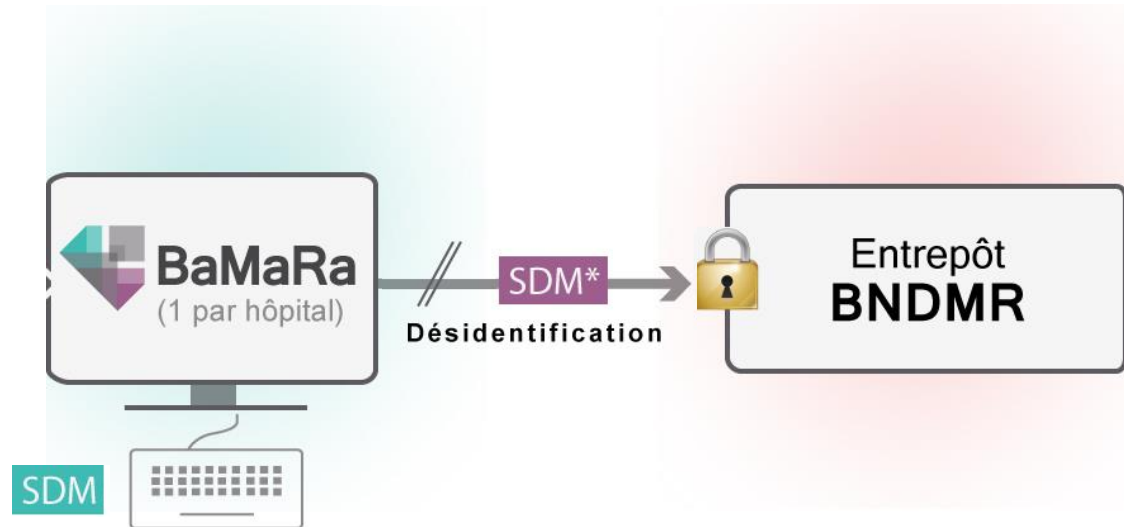 BaMaRa
(1 par hôpital)
SDM*
Désidentification
Entrepôt
BNDMR
SDM